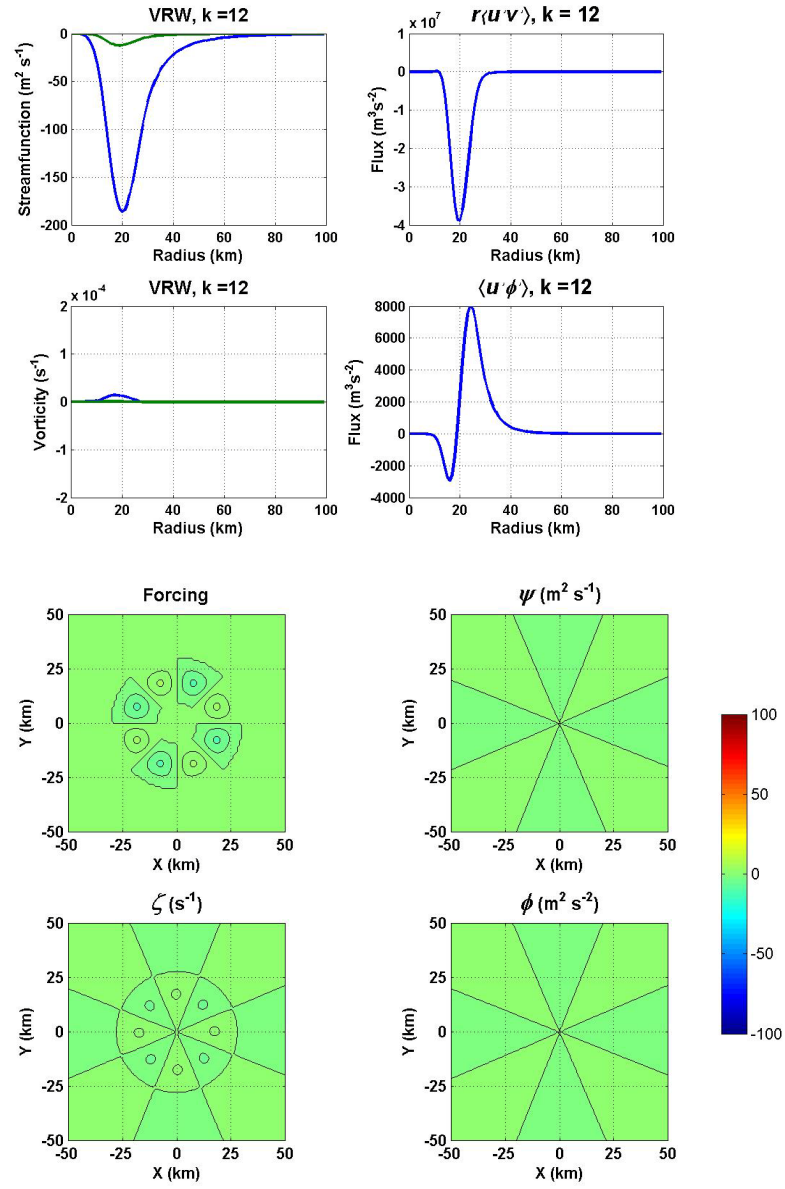 VRW, k =12
Streamfunction (m² s⁻¹)
0
-50
-100
-150
-200
0 20 40 60 80 100
Radius (km)
r⟨u′v′⟩, k = 12
x 10⁷
Flux (m³s⁻²)
1
0
-1
-2
-3
-4
0 20 40 60 80 100
Radius (km)
VRW, k =12
x 10⁻⁴
Vorticity (s⁻¹)
2
1
0
-1
-2
0 20 40 60 80 100
Radius (km)
⟨u′ϕ′⟩, k =12
Flux (m³s⁻²)
8000
6000
4000
2000
0
-2000
4000
0 20 40 60 80 100
Radius (km)
Forcing
Y (km)
50
25
0
-25
-50
-50 -25 0 25 50
X (km)
ψ (m² s⁻¹)
Y (km)
50
25
0
-25
-50
-50 -25 0 25 50
X (km)
ζ (s⁻¹)
Y (km)
50
25
0
-25
-50
-50 -25 0 25 50
X (km)
ϕ (m² s⁻²)
Y (km)
50
25
0
-25
-50
-50 -25 0 25 50
X (km)
100
50
0
-50
-100